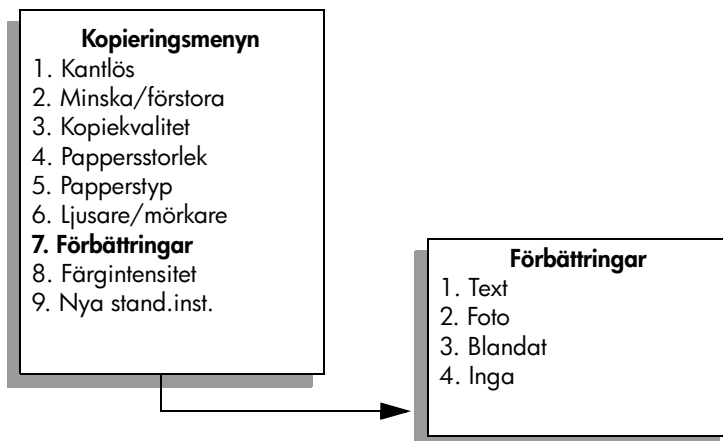 Kopieringsmenyn
1. Kantlös
2. Minska/förstora
3. Kopiekvalitet
4. Pappersstorlek
5. Papperstyp
6. Ljusare/mörkare
7. Förbättringar
8. Färgintensitet
9. Nya stand.inst.
Förbättringar
1. Text
2. Foto
3. Blandat
4. Inga